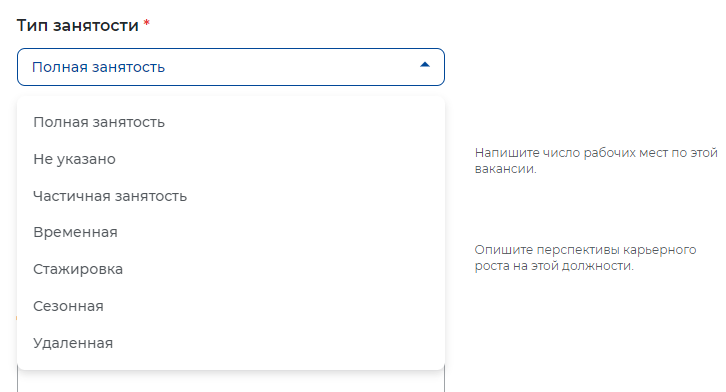 Тип занятости *
Полная занятость
Полная занятость
Не указано
Частичная занятость
Временная
Стажировка
Сезонная
Удаленная
Напишите число рабочих мест по этой
вакансии.
Опишите перспективы карьерного
роста на этой должности.